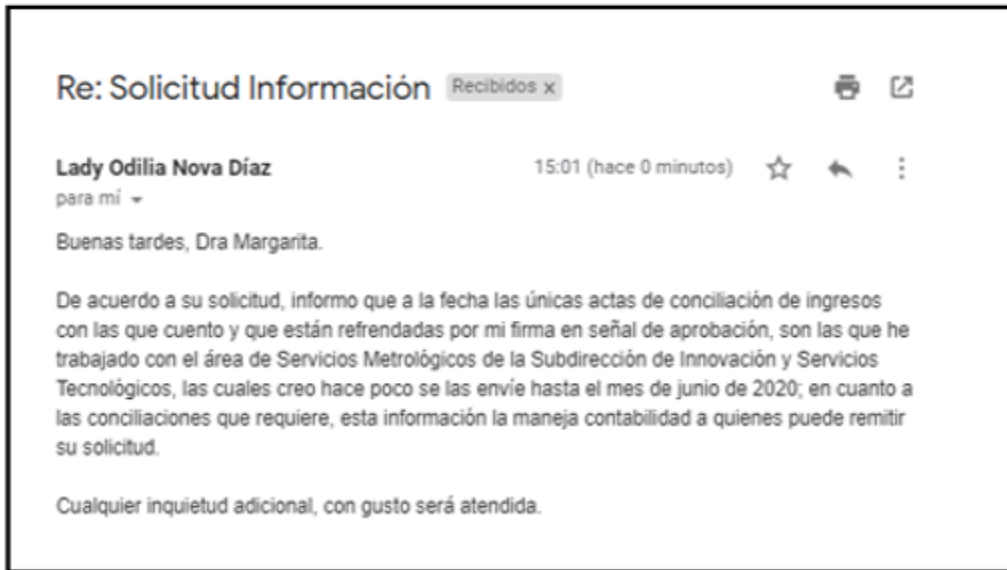 Re: Solicitud Información Recibidos x
Lady Odilia Nova Díaz 15:01 (hace 0 minutos)
para mí
Buenas tardes, Dra Margarita.
De acuerdo a su solicitud, informo que a la fecha las únicas actas de conciliación de ingresos
con las que cuento y que están refrendadas por mi firma en señal de aprobación, son las que he
trabajado con el área de Servicios Metrológicos de la Subdirección de Innovación y Servicios
Tecnológicos, las cuales creo hace poco se las envíe hasta el mes de junio de 2020; en cuanto a
las conciliaciones que requiere, esta información la maneja contabilidad a quienes puede remitir
su solicitud.
Cualquier inquietud adicional, con gusto será atendida.